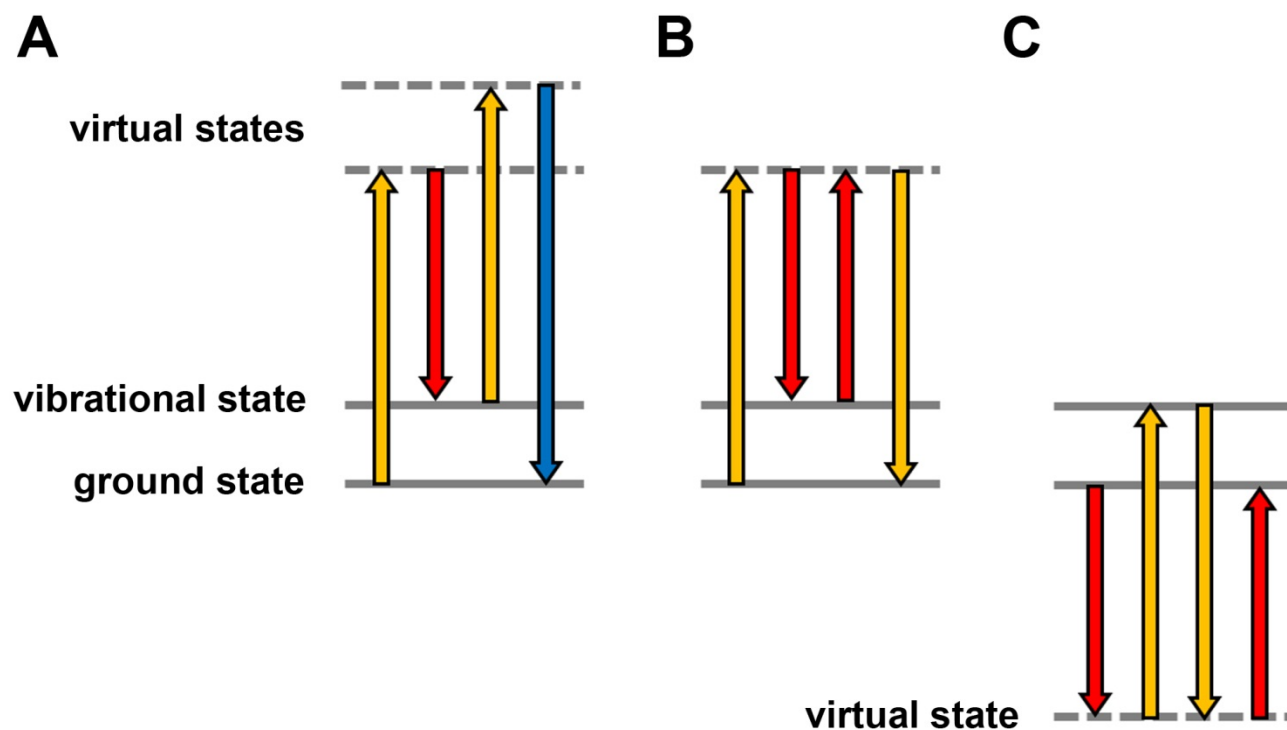 A
B
C
virtual states
vibrational state
ground state
virtual state